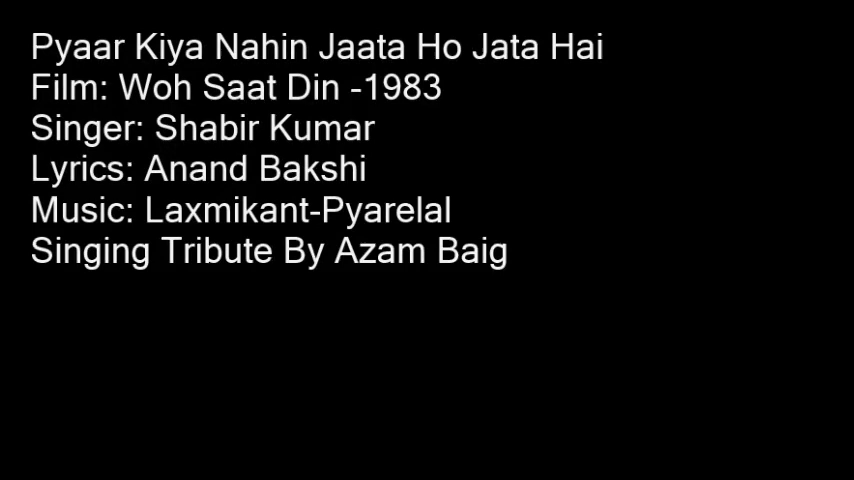 Pyaar Kiya Nahin Jaata Ho Jata Hai
Film: Woh Saat Din -1983
Singer: Shabir Kumar
Lyrics: Anand Bakshi
Music: Laxmikant-Pyarelal
Singing Tribute By Azam Baig